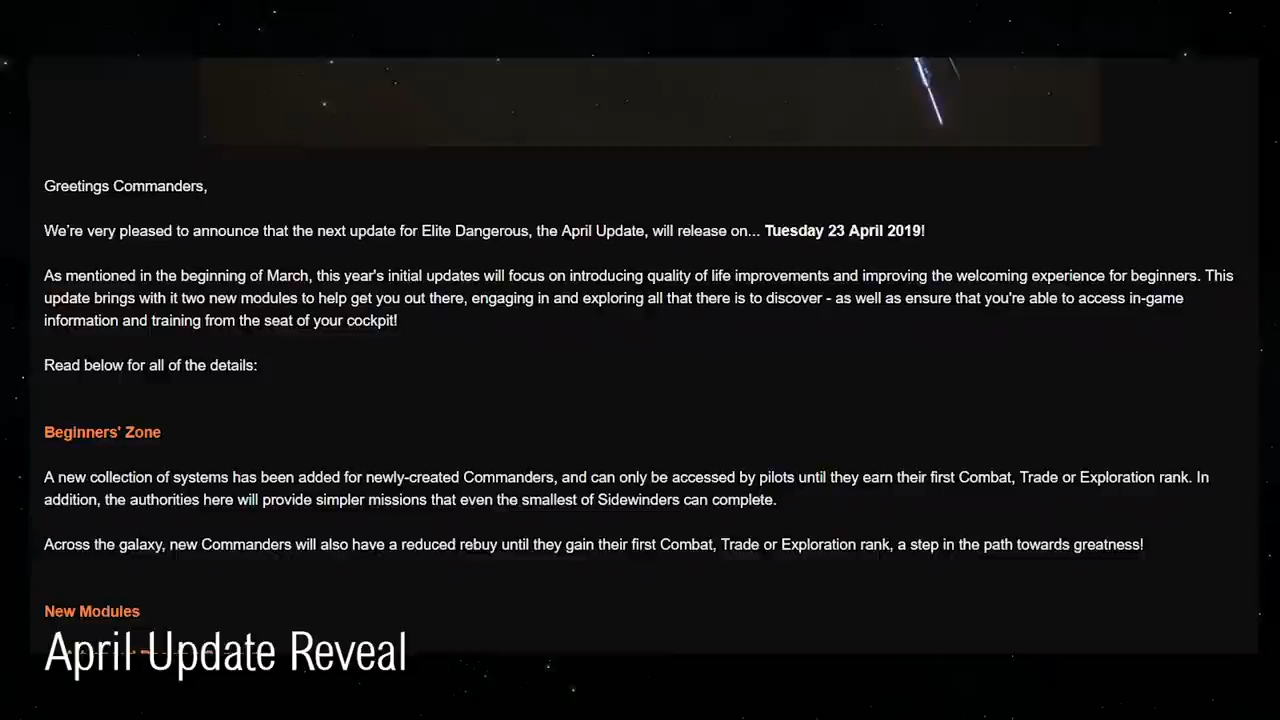 Greetings Commanders,
We're very pleased to announce that the next update for Elite Dangerous, the April Update, will release on... Tuesday 23 April 2019!
As mentioned in the beginning of March, this year's initial updates will focus on introducing quality of life improvements and improving the welcoming experience for beginners. This
update brings with it two new modules to help get you out there, engaging in and exploring all that there is to discover - as well as ensure that you're able to access in-game
information and training from the seat of your cockpit!
Read below for all of the details:
Beginners' Zone
A new collection of systems has been added for newly-created Commanders, and can only be accessed by pilots until they earn their first Combat, Trade or Exploration rank. In
addition, the authorities here will provide simpler missions that even the smallest of Sidewinders can complete.
Across the galaxy, new Commanders will also have a reduced rebuy until they gain their first Combat, Trade or Exploration rank, a step in the path towards greatness!
New Modules
April Update Reveal